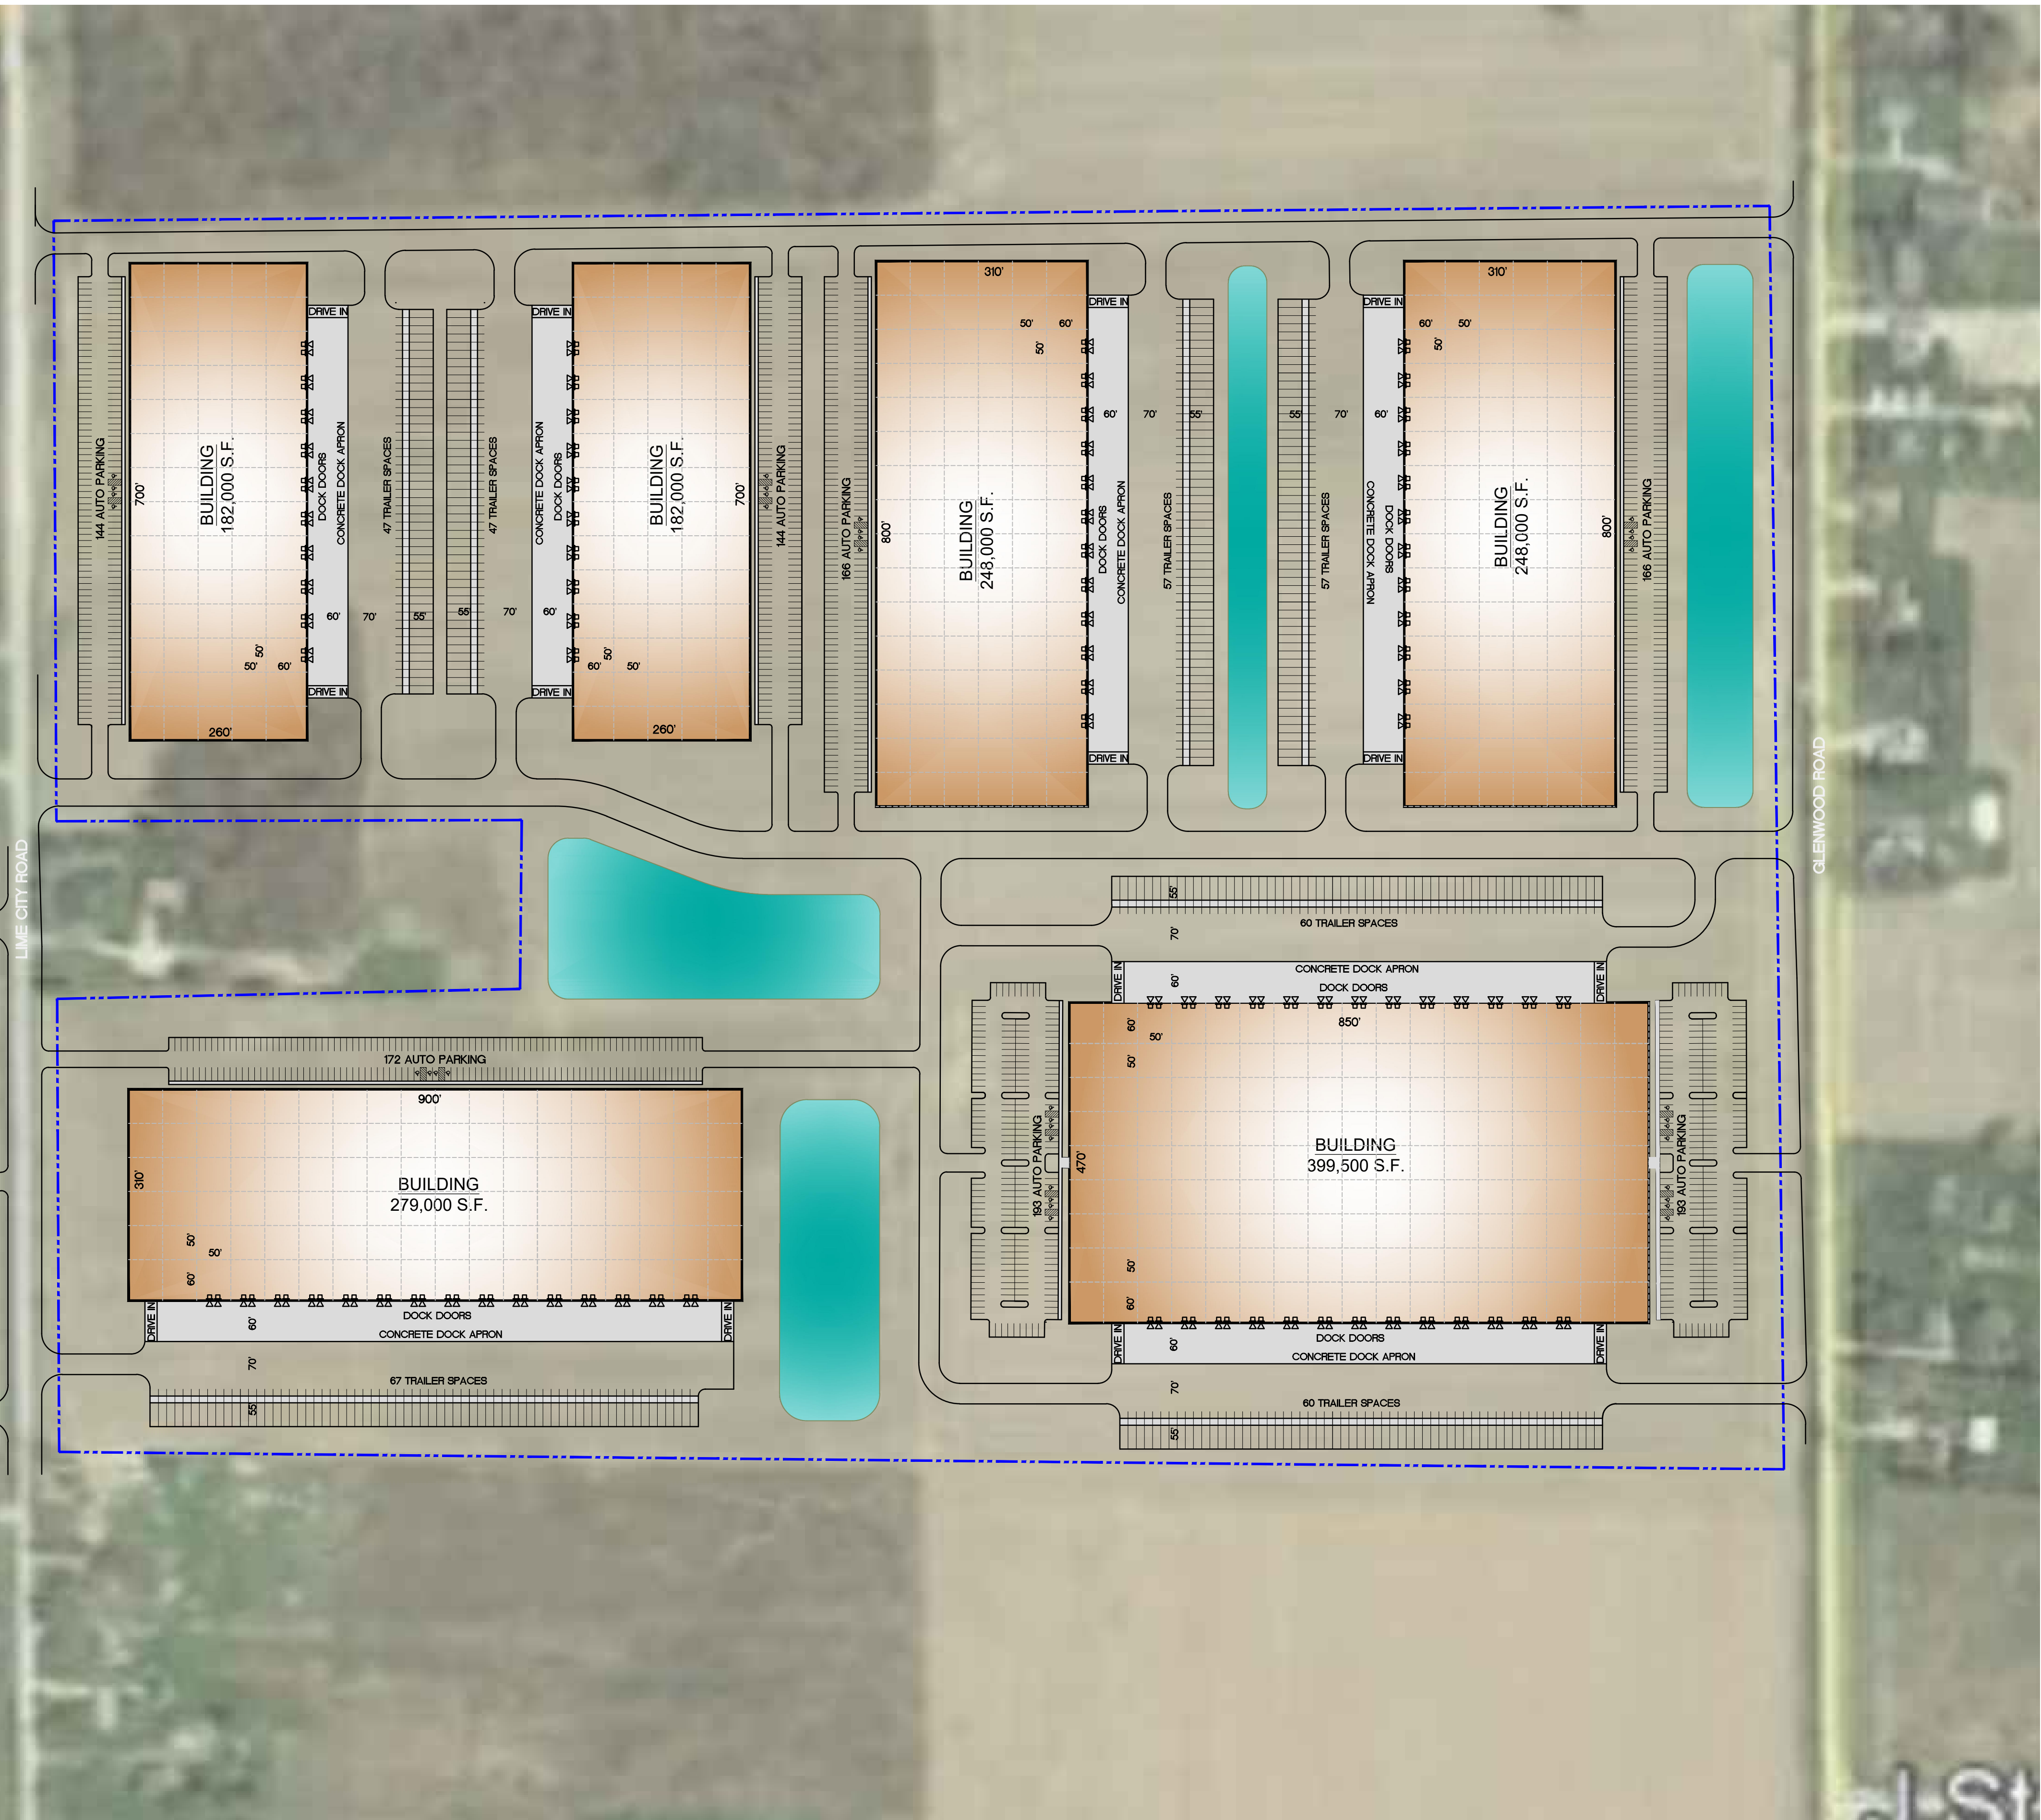 310'
310'
DRIVE IN
DRIVE IN
DRIVE IN
DRIVE IN
50'
60'
50'
60'
50'
50'
144 AUTO PARKING
700'
BUILDING
182,000 S.F.
DOCK DOORS
CONCRETE DOCK APRON
47 TRAILER SPACES
47 TRAILER SPACES
CONCRETE DOCK APRON
DOCK DOORS
BUILDING
182,000 S.F.
700'
144 AUTO PARKING
166 AUTO PARKING
800'
BUILDING
248,000 S.F.
DOCK DOORS
CONCRETE DOCK APRON
60'
70'
55'
57 TRAILER SPACES
57 TRAILER SPACES
55'
70'
60'
CONCRETE DOCK APRON
DOCK DOORS
BUILDING
248,000 S.F.
800'
166 AUTO PARKING
60'
70'
55'
55'
70'
60'
50'
50'
60'
50'
60'
50'
DRIVE IN
DRIVE IN
260'
260'
DRIVE IN
DRIVE IN
LIME CITY ROAD
GLENWOOD ROAD
55'
60 TRAILER SPACES
70'
DRIVE IN
CONCRETE DOCK APRON
60'
DOCK DOORS
DRIVE IN
850'
60'
50'
50'
172 AUTO PARKING
900'
310'
BUILDING
279,000 S.F.
50'
50'
60'
DRIVE IN
DOCK DOORS
60'
CONCRETE DOCK APRON
DRIVE IN
70'
67 TRAILER SPACES
55'
193 AUTO PARKING
470'
BUILDING
399,500 S.F.
193 AUTO PARKING
50'
60'
DRIVE IN
60'
DOCK DOORS
CONCRETE DOCK APRON
DRIVE IN
70'
60 TRAILER SPACES
55'